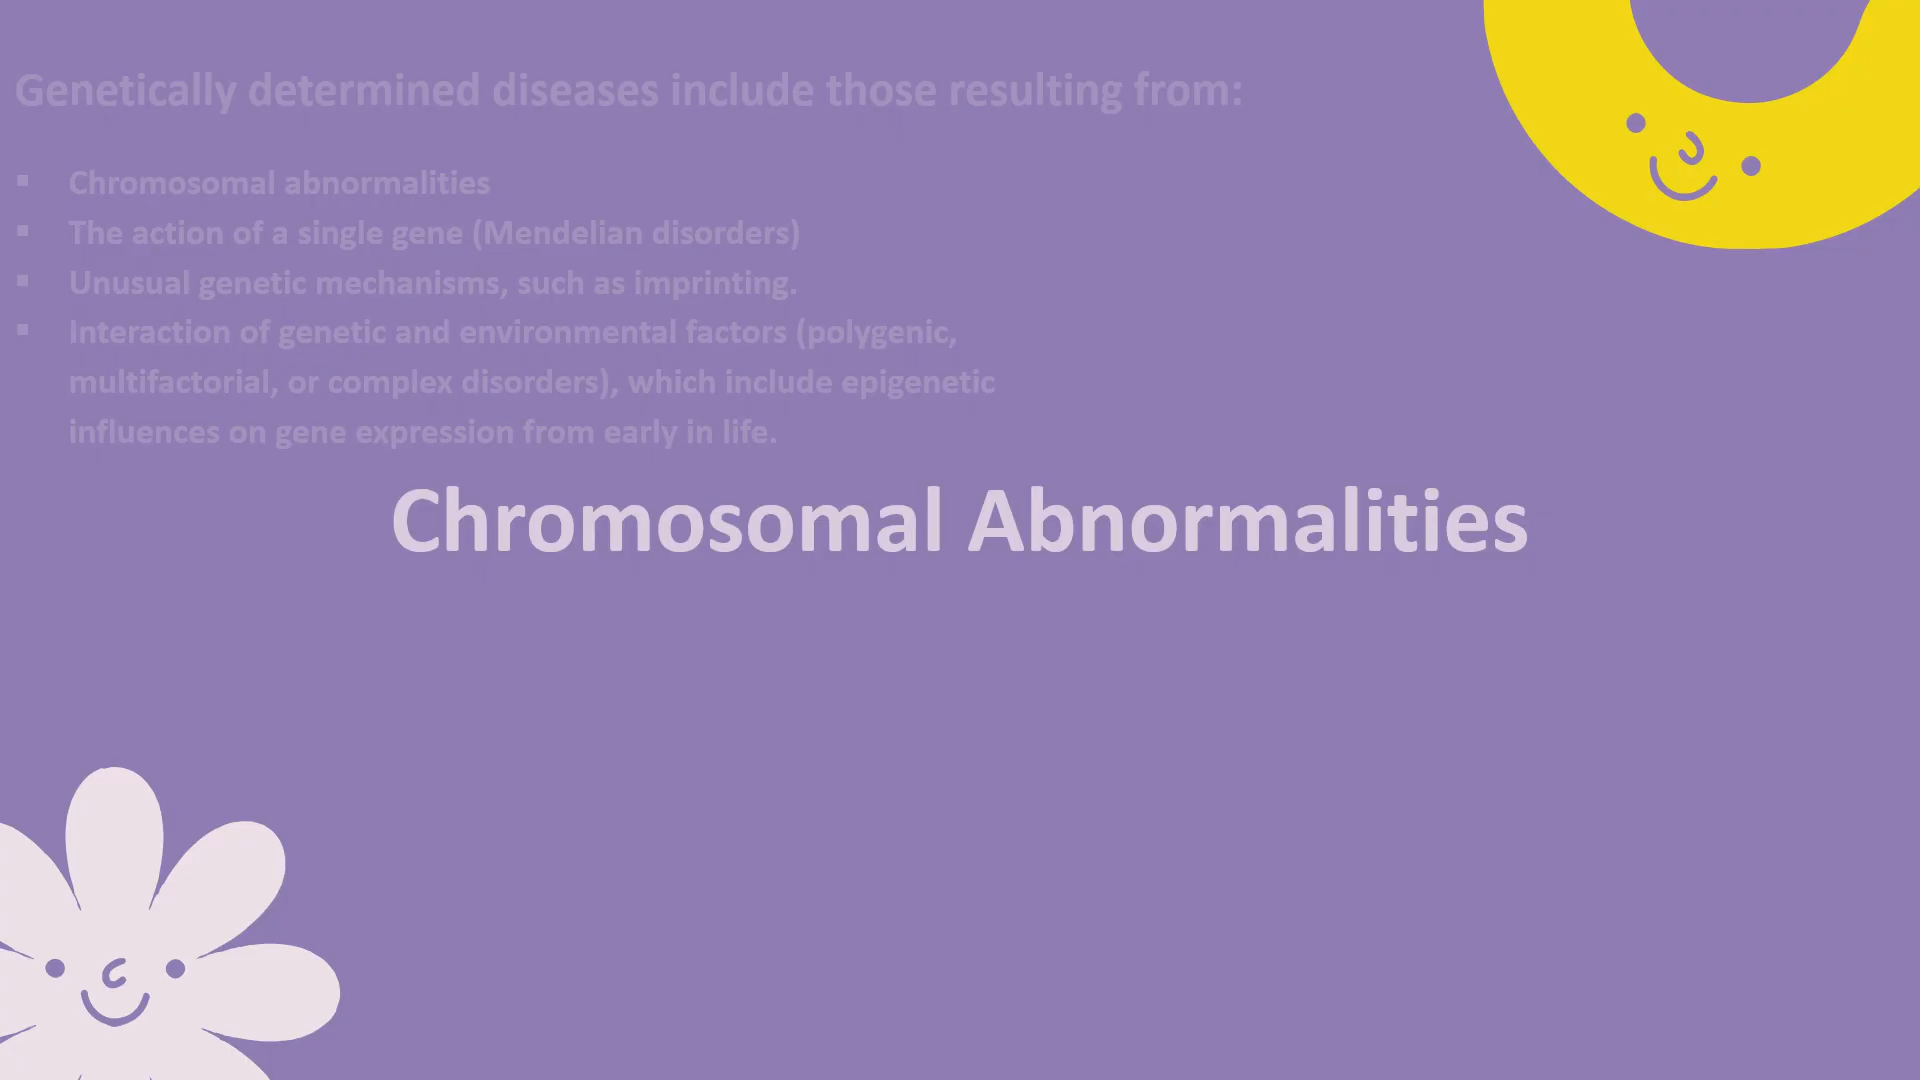 Genetically determined diseases include those resulting from:
▪ Chromosomal abnormalities
▪ The action of a single gene (Mendelian disorders)
▪ Unusual genetic mechanisms, such as imprinting.
▪ Interaction of genetic and environmental factors (polygenic,
multifactorial, or complex disorders), which include epigenetic
influences on gene expression from early in life.
Chromosomal Abnormalities